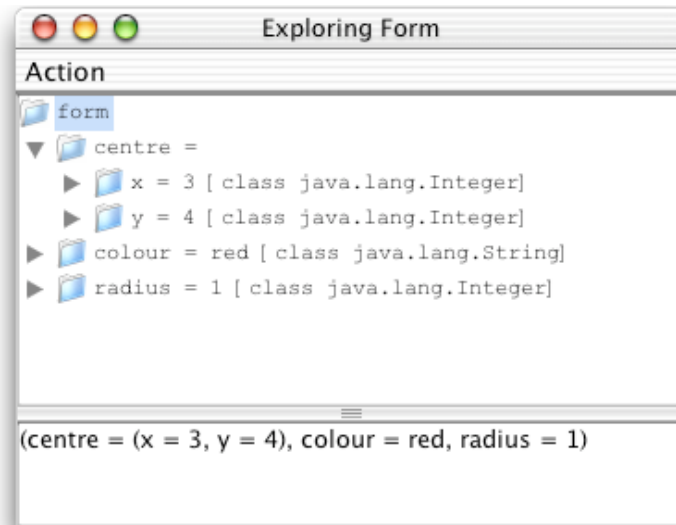 Exploring Form
Action
form
centre =
x = 3 [ class java.lang.Integer]
y = 4 [ class java.lang.Integer]
colour = red [ class java.lang.String]
radius = 1 [ class java.lang.Integer]
(centre = (x = 3, y = 4), colour = red, radius = 1)